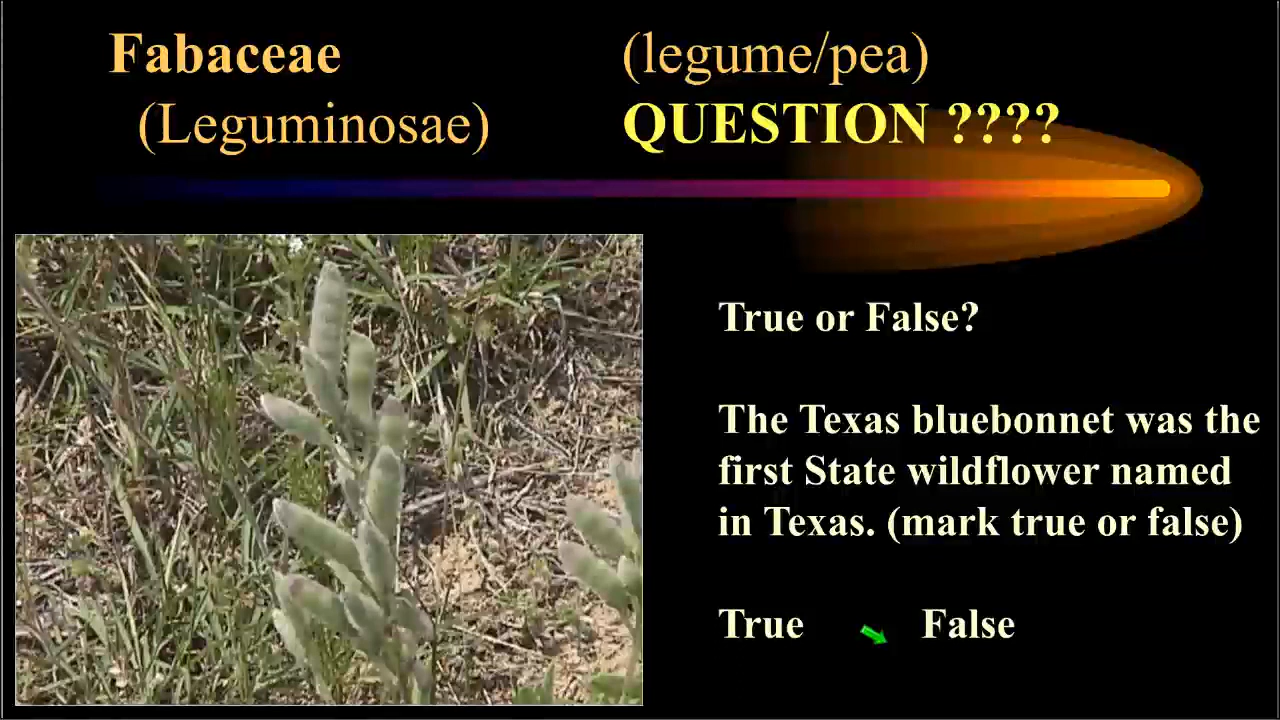 Fabaceae (legume/pea)
(Leguminosae) QUESTION ????
True or False?
The Texas bluebonnet was the
first State wildflower named
in Texas. (mark true or false)
True False